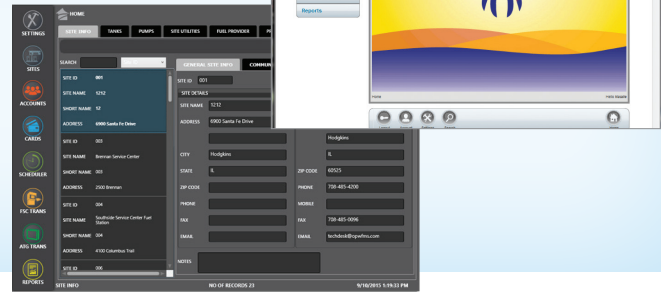 HOME
SETTINGS
SITES
ACCOUNTS
CARDS
SCHEDULER
FSC TRANS
ATG TRANS
REPORTS
SITE INFO TANKS PUMPS SITE UTILITIES FUEL PROVIDER
SEARCH
SITE ID 001
SITE NAME 1212
SHORT NAME 12
ADDRESS 6900 Santa Fe Drive
SITE ID 003
SITE NAME Brennan Service Center
SHORT NAME 003
ADDRESS 2500 Brennan
SITE ID 004
SITE NAME Southside Service Center Fuel
Station
SHORT NAME 004
ADDRESS 4100 Columbus Trail
SITE ID 006
GENERAL SITE INFO
SITE ID 001
SITE DETAILS
SITE NAME 1212
ADDRESS 6900 Santa Fe Drive
CITY Hodgkins
STATE IL
ZIP CODE
PHONE
FAX
EMAIL
Hodgkins
IL
ZIP CODE 60525
PHONE 708-485-4200
MOBILE
FAX 708-485-0096
EMAIL techdesk@opwfms.com
NOTES
SITE INFO NO OF RECORDS 23 9/18/2015 1:19:33 PM
Reports
Home